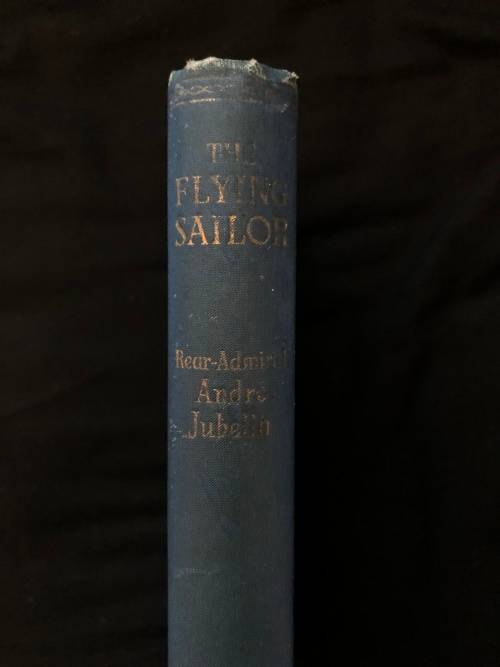 THE
FLYING
SAILOR
Rear-Admiral
André
Jubelin